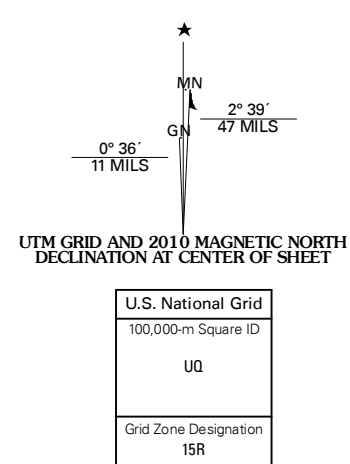 MN
2° 39´
47 MILS
GN
0° 36´
11 MILS
UTM GRID AND 2010 MAGNETIC NORTH
DECLINATION AT CENTER OF SHEET
U.S. National Grid
100,000-m Square ID
UQ
Grid Zone Designation
15R